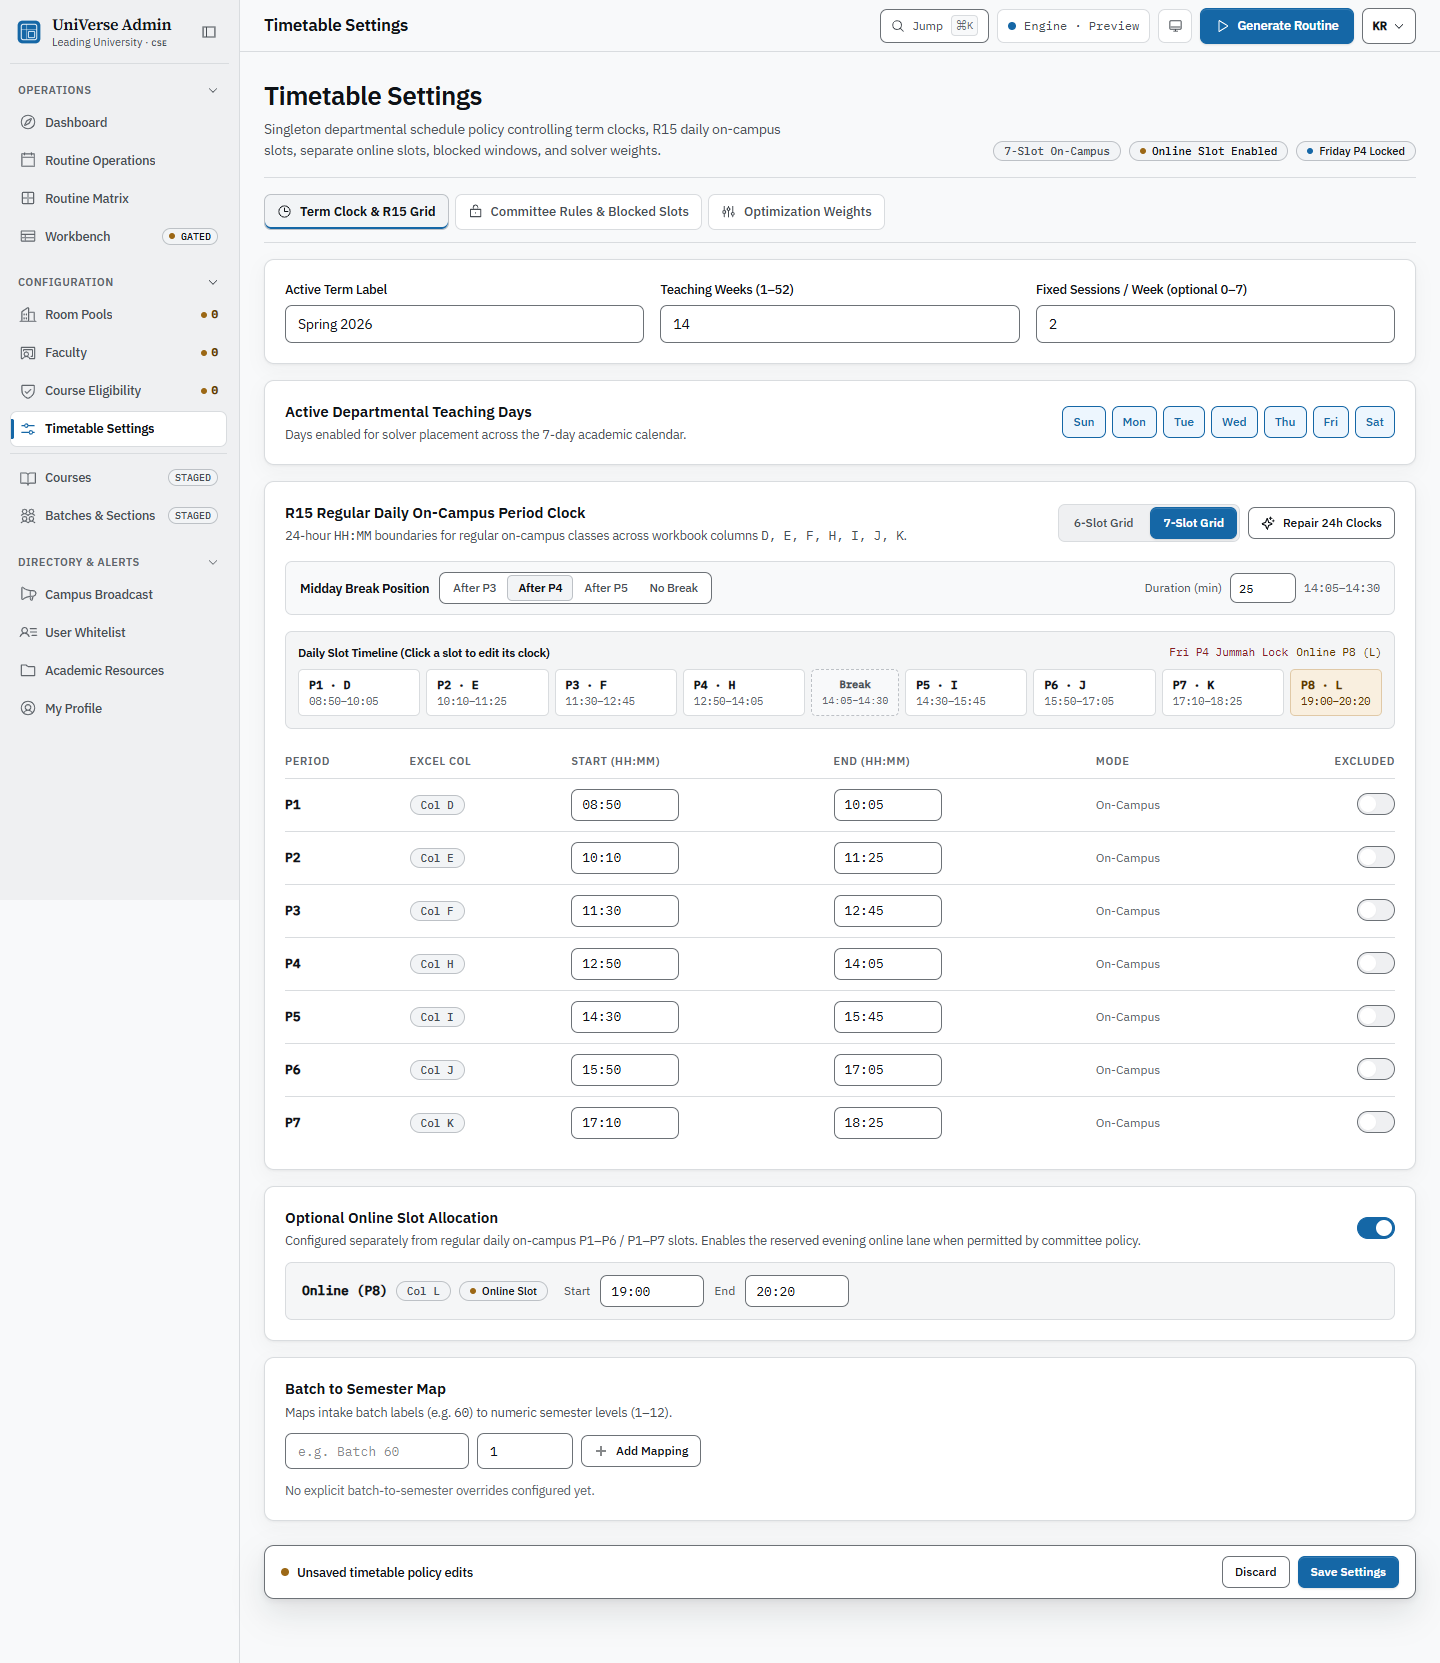 UniVerse Admin
Leading University · CSE
OPERATIONS
Dashboard
Routine Operations
Routine Matrix
Workbench GATED
CONFIGURATION
Room Pools 0
Faculty 0
Course Eligibility 0
Timetable Settings
Courses STAGED
Batches & Sections STAGED
DIRECTORY & ALERTS
Campus Broadcast
User Whitelist
Academic Resources
My Profile
Timetable Settings
Jump ⌘K
Engine · Preview
Generate Routine
KR
Timetable Settings
Singleton departmental schedule policy controlling term clocks, R15 daily on-campus
slots, separate online slots, blocked windows, and solver weights.
7-Slot On-Campus Online Slot Enabled Friday P4 Locked
Term Clock & R15 Grid Committee Rules & Blocked Slots Optimization Weights
Active Term Label Teaching Weeks (1–52) Fixed Sessions / Week (optional 0–7)
Spring 2026 14 2
Active Departmental Teaching Days
Days enabled for solver placement across the 7-day academic calendar.
Sun Mon Tue Wed Thu Fri Sat
R15 Regular Daily On-Campus Period Clock
24-hour HH:MM boundaries for regular on-campus classes across workbook columns D, E, F, H, I, J, K.
6-Slot Grid 7-Slot Grid Repair 24h Clocks
Midday Break Position After P3 After P4 After P5 No Break Duration (min) 25 14:05–14:30
Daily Slot Timeline (Click a slot to edit its clock) Fri P4 Jummah Lock Online P8 (L)
P1 · D P2 · E P3 · F P4 · H Break P5 · I P6 · J P7 · K P8 · L
08:50–10:05 10:10–11:25 11:30–12:45 12:50–14:05 14:05–14:30 14:30–15:45 15:50–17:05 17:10–18:25 19:00–20:20
PERIOD EXCEL COL START (HH:MM) END (HH:MM) MODE EXCLUDED
P1 Col D 08:50 10:05 On-Campus
P2 Col E 10:10 11:25 On-Campus
P3 Col F 11:30 12:45 On-Campus
P4 Col H 12:50 14:05 On-Campus
P5 Col I 14:30 15:45 On-Campus
P6 Col J 15:50 17:05 On-Campus
P7 Col K 17:10 18:25 On-Campus
Optional Online Slot Allocation
Configured separately from regular daily on-campus P1–P6 / P1–P7 slots. Enables the reserved evening online lane when permitted by committee policy.
Online (P8) Col L Online Slot Start 19:00 End 20:20
Batch to Semester Map
Maps intake batch labels (e.g. 60) to numeric semester levels (1–12).
e.g. Batch 60 1 Add Mapping
No explicit batch-to-semester overrides configured yet.
Unsaved timetable policy edits Discard Save Settings